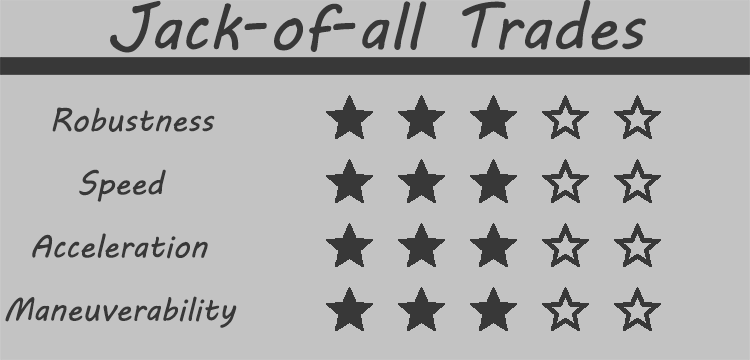 Jack-of-all Trades
Robustness
Speed
Acceleration
Maneuverability